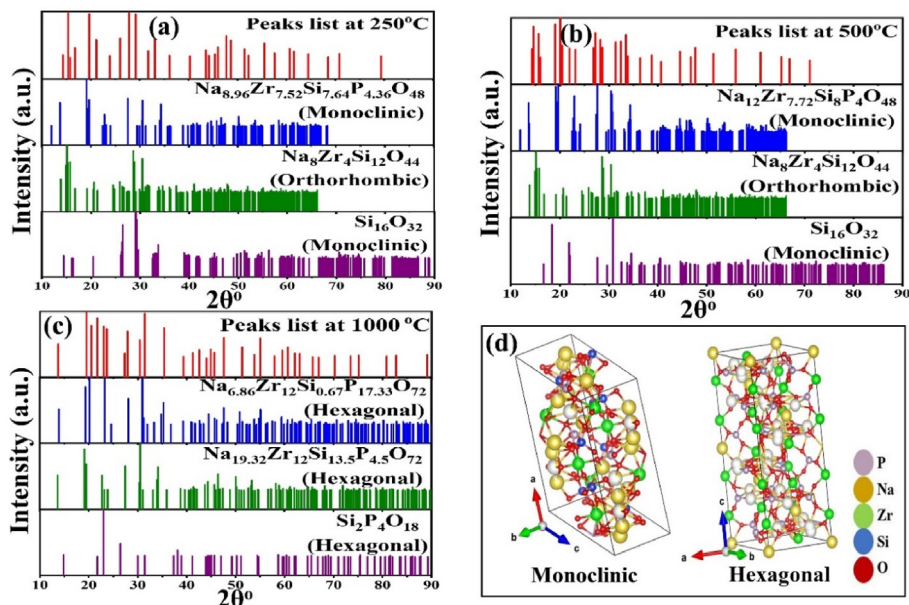 (a)
Peaks list at 250°C
Na8.96Zr7.52Si7.64P4.36O48
(Monoclinic)
Na8Zr4Si12O44
(Orthorhombic)
Si16O32
(Monoclinic)
Intensity (a.u.)
10 20 30 40 50 60 70 80 90
2θ°
(b)
Peaks list at 500°C
Na12Zr7.72Si8P4O48
(Monoclinic)
Na8Zr4Si12O44
(Orthorhombic)
Si16O32
(Monoclinic)
Intensity (a.u.)
10 20 30 40 50 60 70 80 90
2θ°
(c)
Peaks list at 1000 °C
Na6.86Zr12Si0.67P17.33O72
(Hexagonal)
Na19.32Zr12Si13.5P4.5O72
(Hexagonal)
Si2P4O18
(Hexagonal)
Intensity (a.u.)
10 20 30 40 50 60 70 80 90
2θ°
(d)
P
Na
Zr
Si
O
a
b
c
c
a
b
Monoclinic
Hexagonal